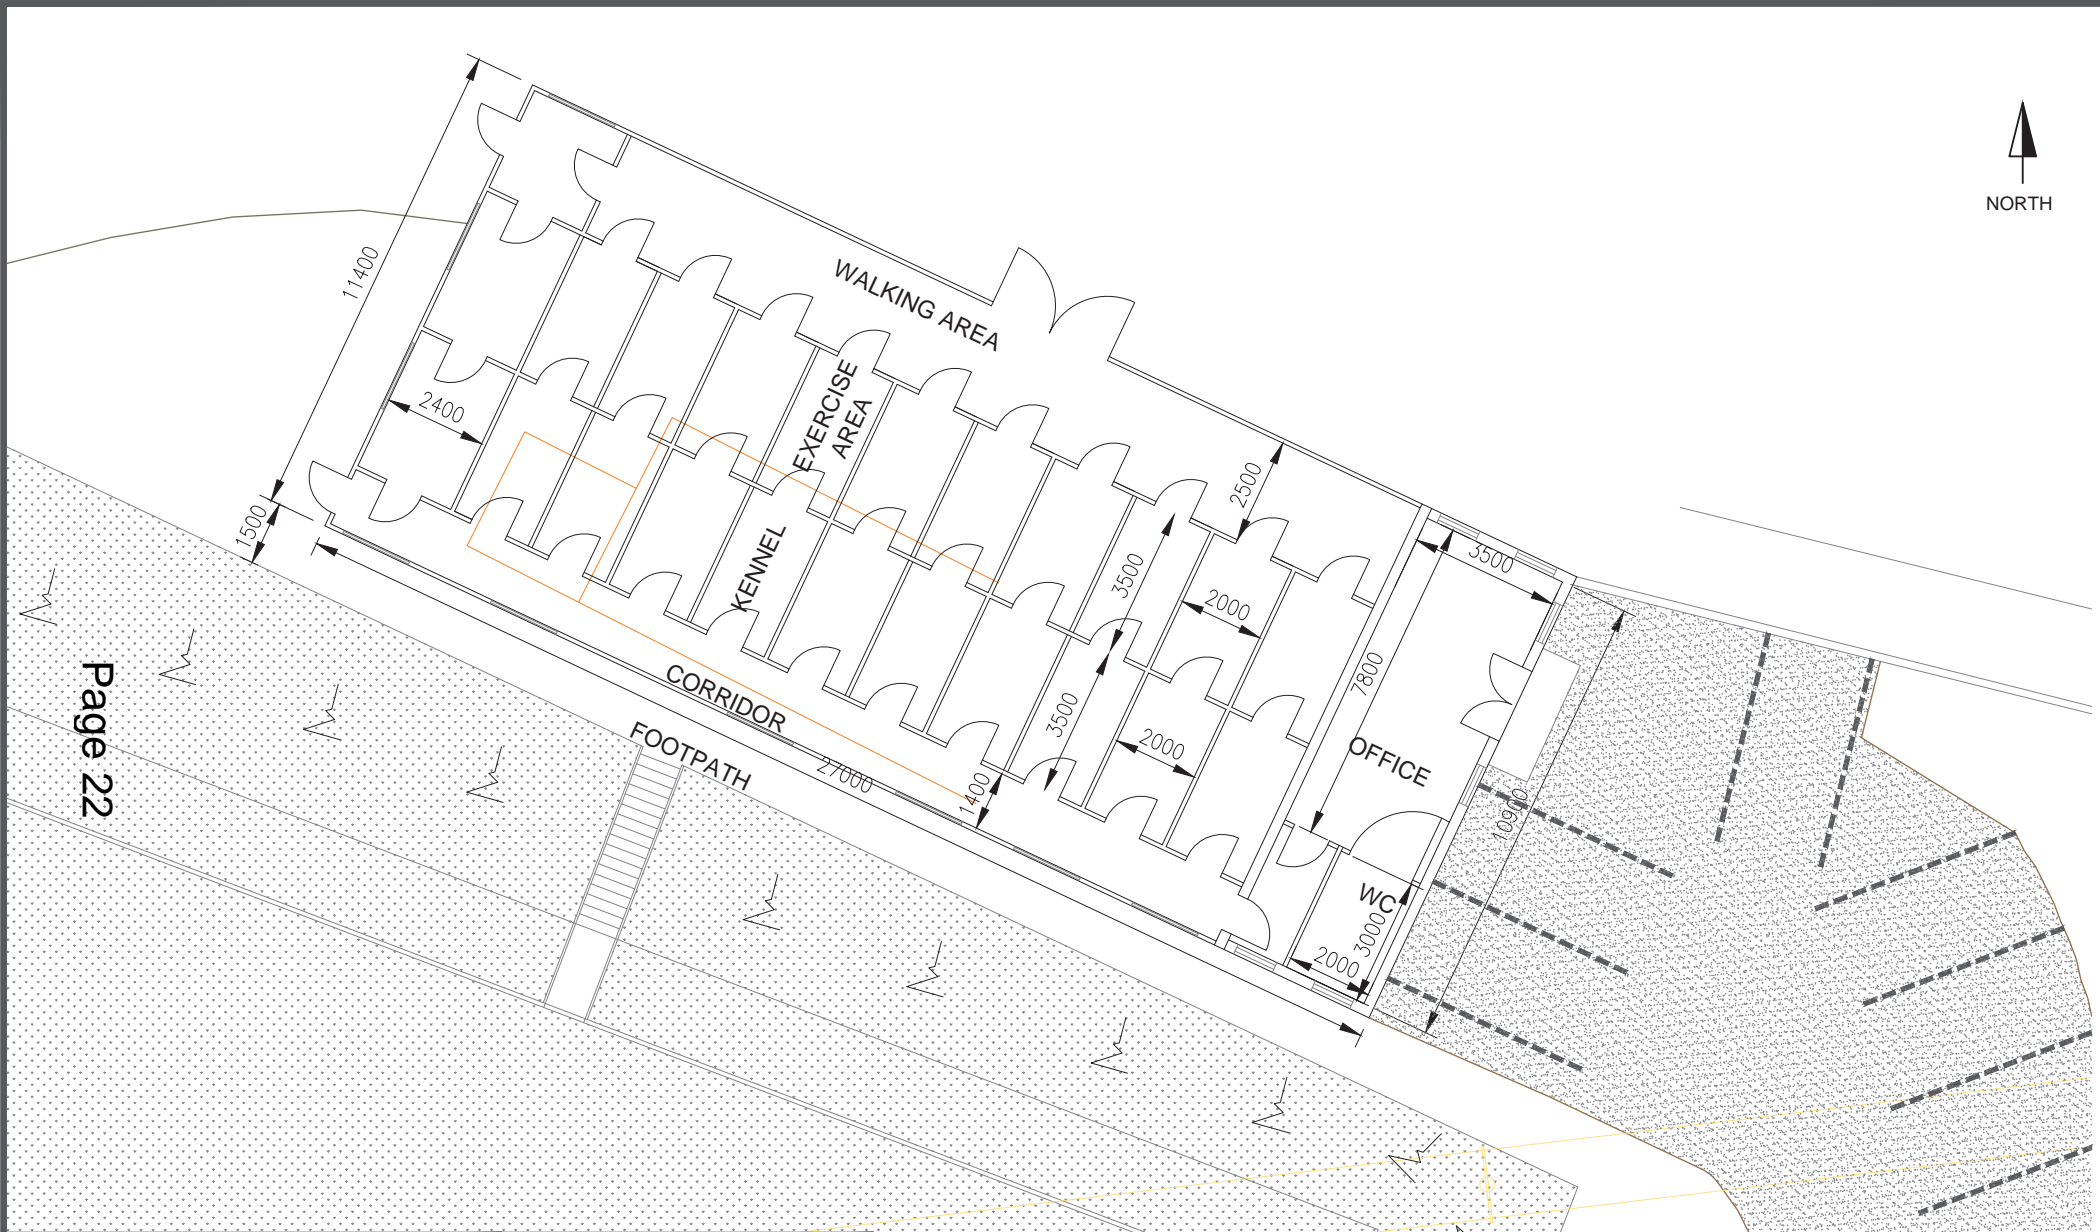 NORTH
11400
WALKING AREA
EXERCISE
AREA
2400
2500
1500
3500
3500
2000
KENNEL
7800
3500
2000
CORRIDOR
OFFICE
FOOTPATH
27000
1400
10900
WC
3000
2000
Page 22